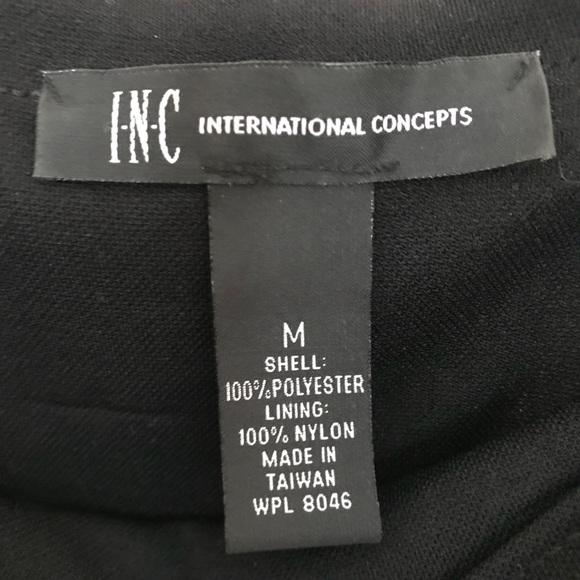 I·N·C INTERNATIONAL CONCEPTS
M
SHELL:
100%POLYESTER
LINING:
100% NYLON
MADE IN
TAIWAN
WPL 8046